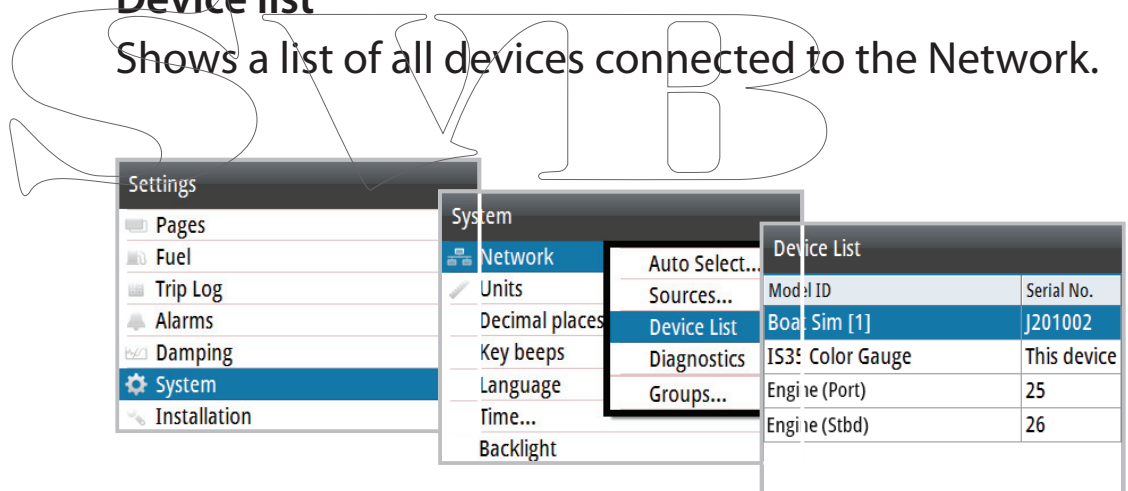 Device list
Shows a list of all devices connected to the Network.
SVB
Settings
Pages
Fuel
Trip Log
Alarms
Damping
System
Installation
System
Network
Units
Decimal places
Key beeps
Language
Time...
Backlight
Auto Select...
Sources...
Device List
Diagnostics
Groups...
Device List
Model ID Serial No.
Boat Sim [1] J201002
IS35 Color Gauge This device
Engine (Port) 25
Engine (Stbd) 26